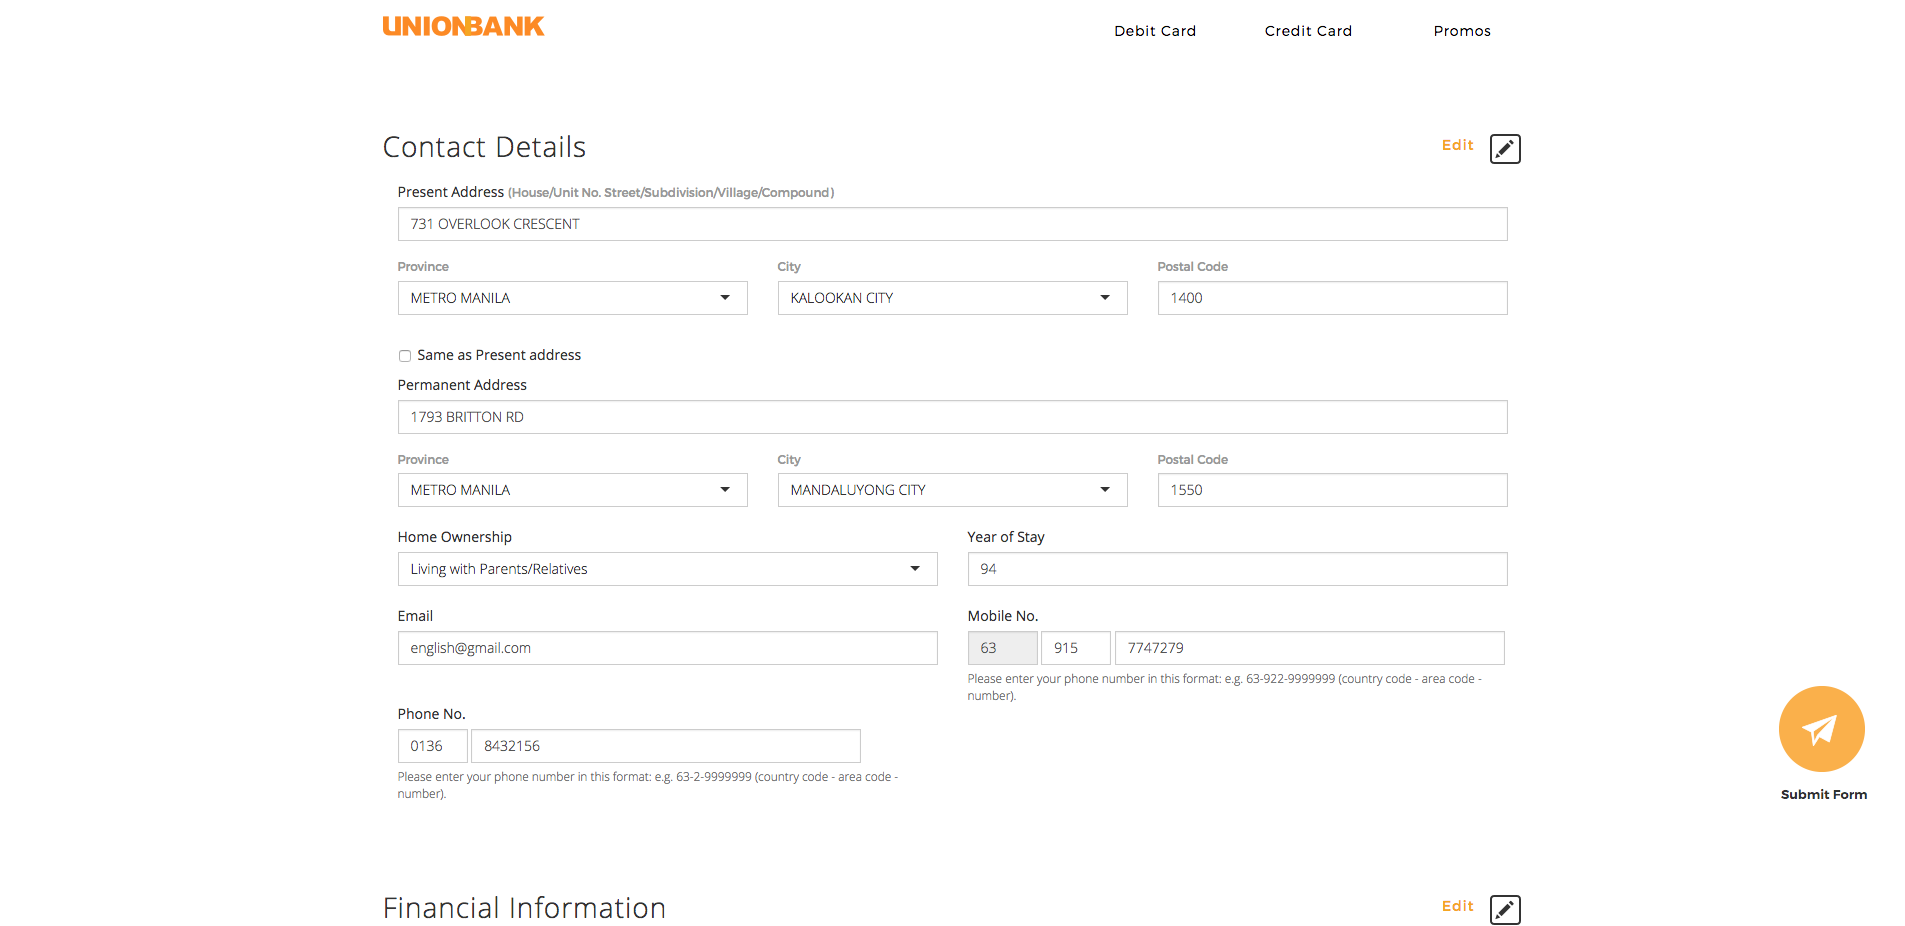 UNIONBANK
Debit Card Credit Card Promos
Contact Details Edit
Present Address (House/Unit No. Street/Subdivision/Village/Compound)
731 OVERLOOK CRESCENT
Province City Postal Code
METRO MANILA KALOOKAN CITY 1400
Same as Present address
Permanent Address
1793 BRITTON RD
Province City Postal Code
METRO MANILA MANDALUYONG CITY 1550
Home Ownership Year of Stay
Living with Parents/Relatives 94
Email Mobile No.
english@gmail.com 63 915 7747279
Please enter your phone number in this format: e.g. 63-922-9999999 (country code - area code -
number).
Phone No.
0136 8432156
Please enter your phone number in this format: e.g. 63-2-9999999 (country code - area code -
number).
Submit Form
Financial Information Edit